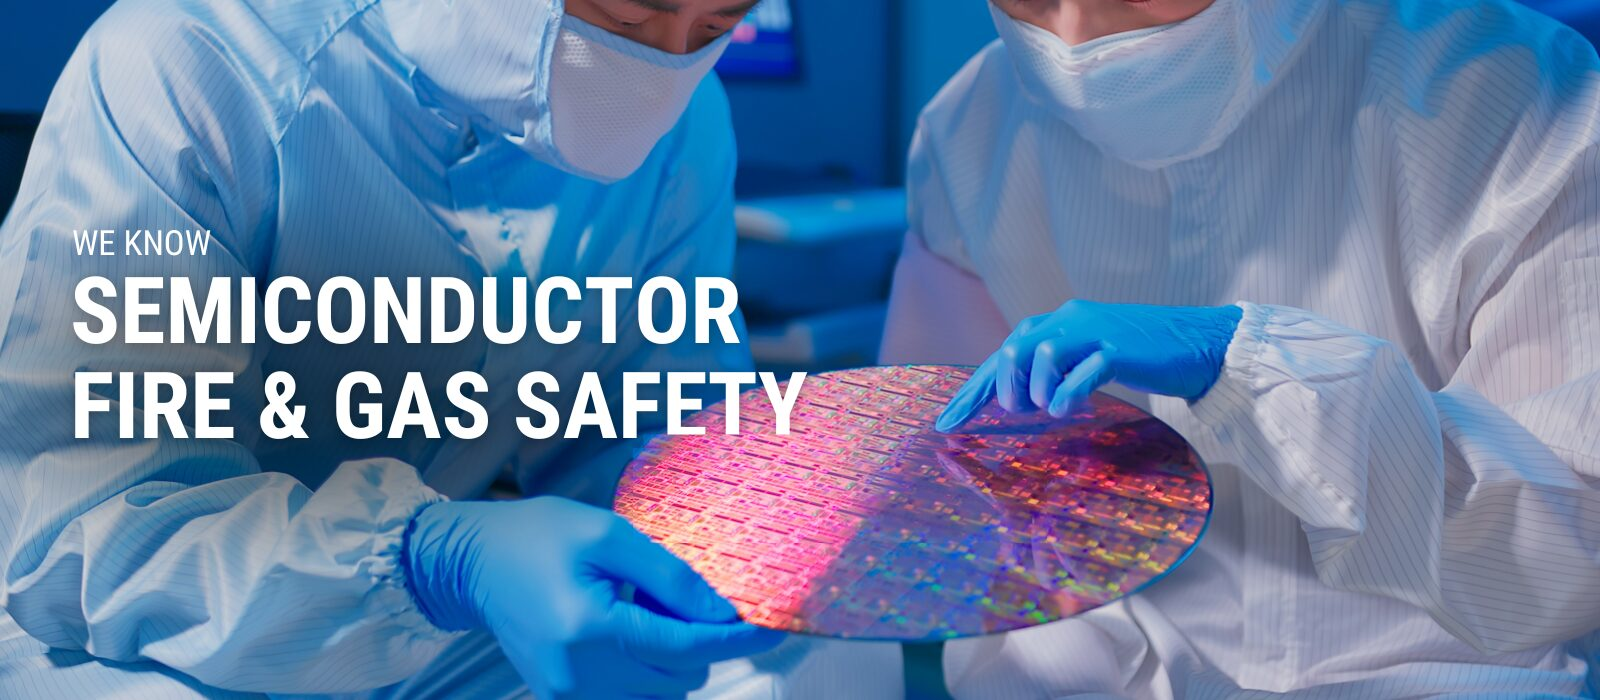 WE KNOW
SEMICONDUCTOR
FIRE & GAS SAFETY